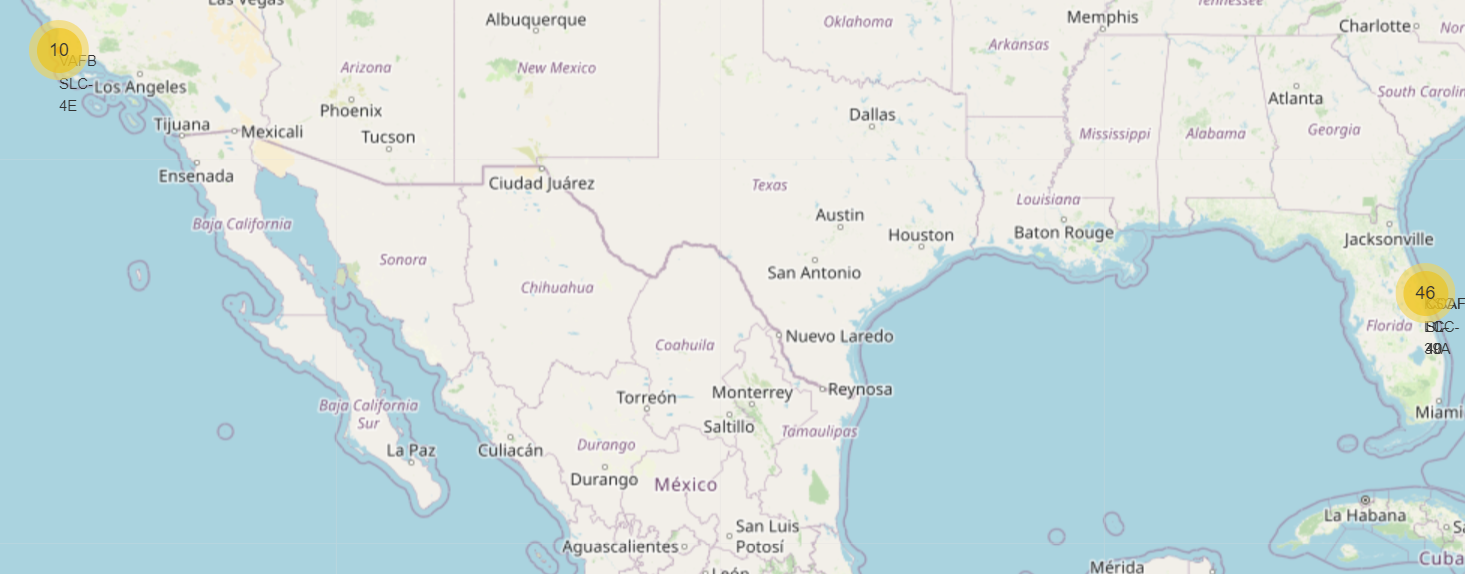 Las Vegas
Albuquerque
Oklahoma
Memphis
Tennessee
Charlotte
Nor
10
VAFB
SLC-
4E
Los Angeles
Arizona
New Mexico
Arkansas
Phoenix
Dallas
Atlanta
South Carolin
Tijuana
Mexicali
Tucson
Mississippi
Alabama
Georgia
Ensenada
Ciudad Juárez
Texas
Louisiana
Baja California
Austin
Houston
Baton Rouge
Jacksonville
Sonora
San Antonio
Chihuahua
46
Florida
Nuevo Laredo
Coahuila
Torreón
Monterrey
Reynosa
Baja California
Sur
Saltillo
Tamaulipas
Miami
La Paz
Culiacán
Durango
Durango
México
La Habana
San Luis
Potosí
Aguascalientes
Cuba
León
Mérida